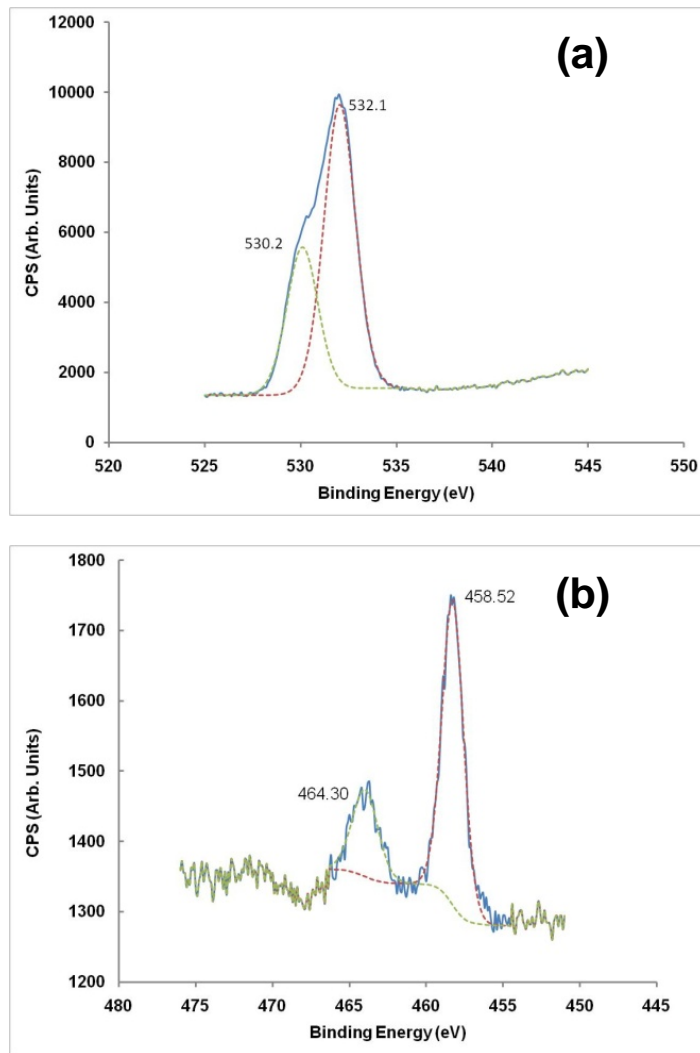 (a)
12000
10000
8000
6000
4000
2000
0
CPS (Arb. Units)
532.1
530.2
520 525 530 535 540 545 550
Binding Energy (eV)
(b)
1800
1700
1600
1500
1400
1300
1200
CPS (Arb. Units)
458.52
464.30
480 475 470 465 460 455 450 445
Binding Energy (eV)